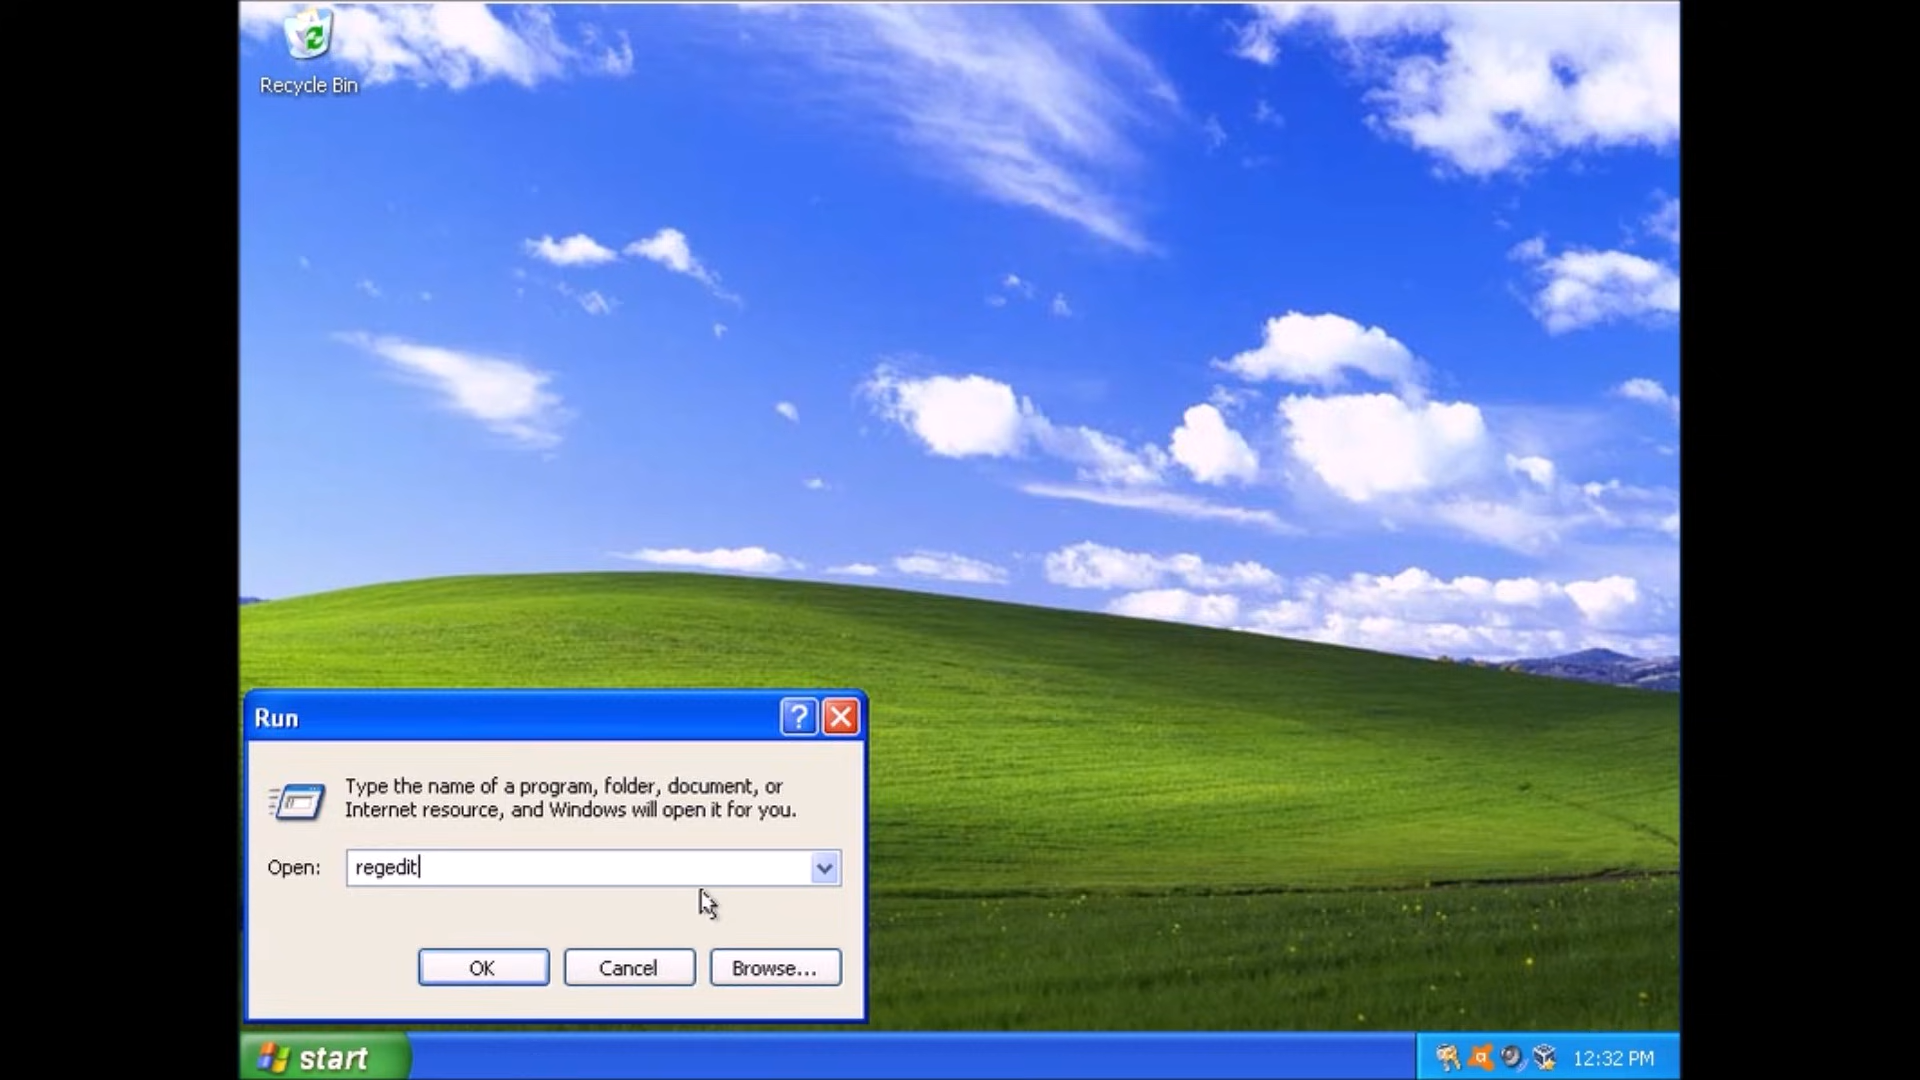 Recycle Bin
Run
Type the name of a program, folder, document, or
Internet resource, and Windows will open it for you.
Open: regedit
OK Cancel Browse...
start 12:32 PM